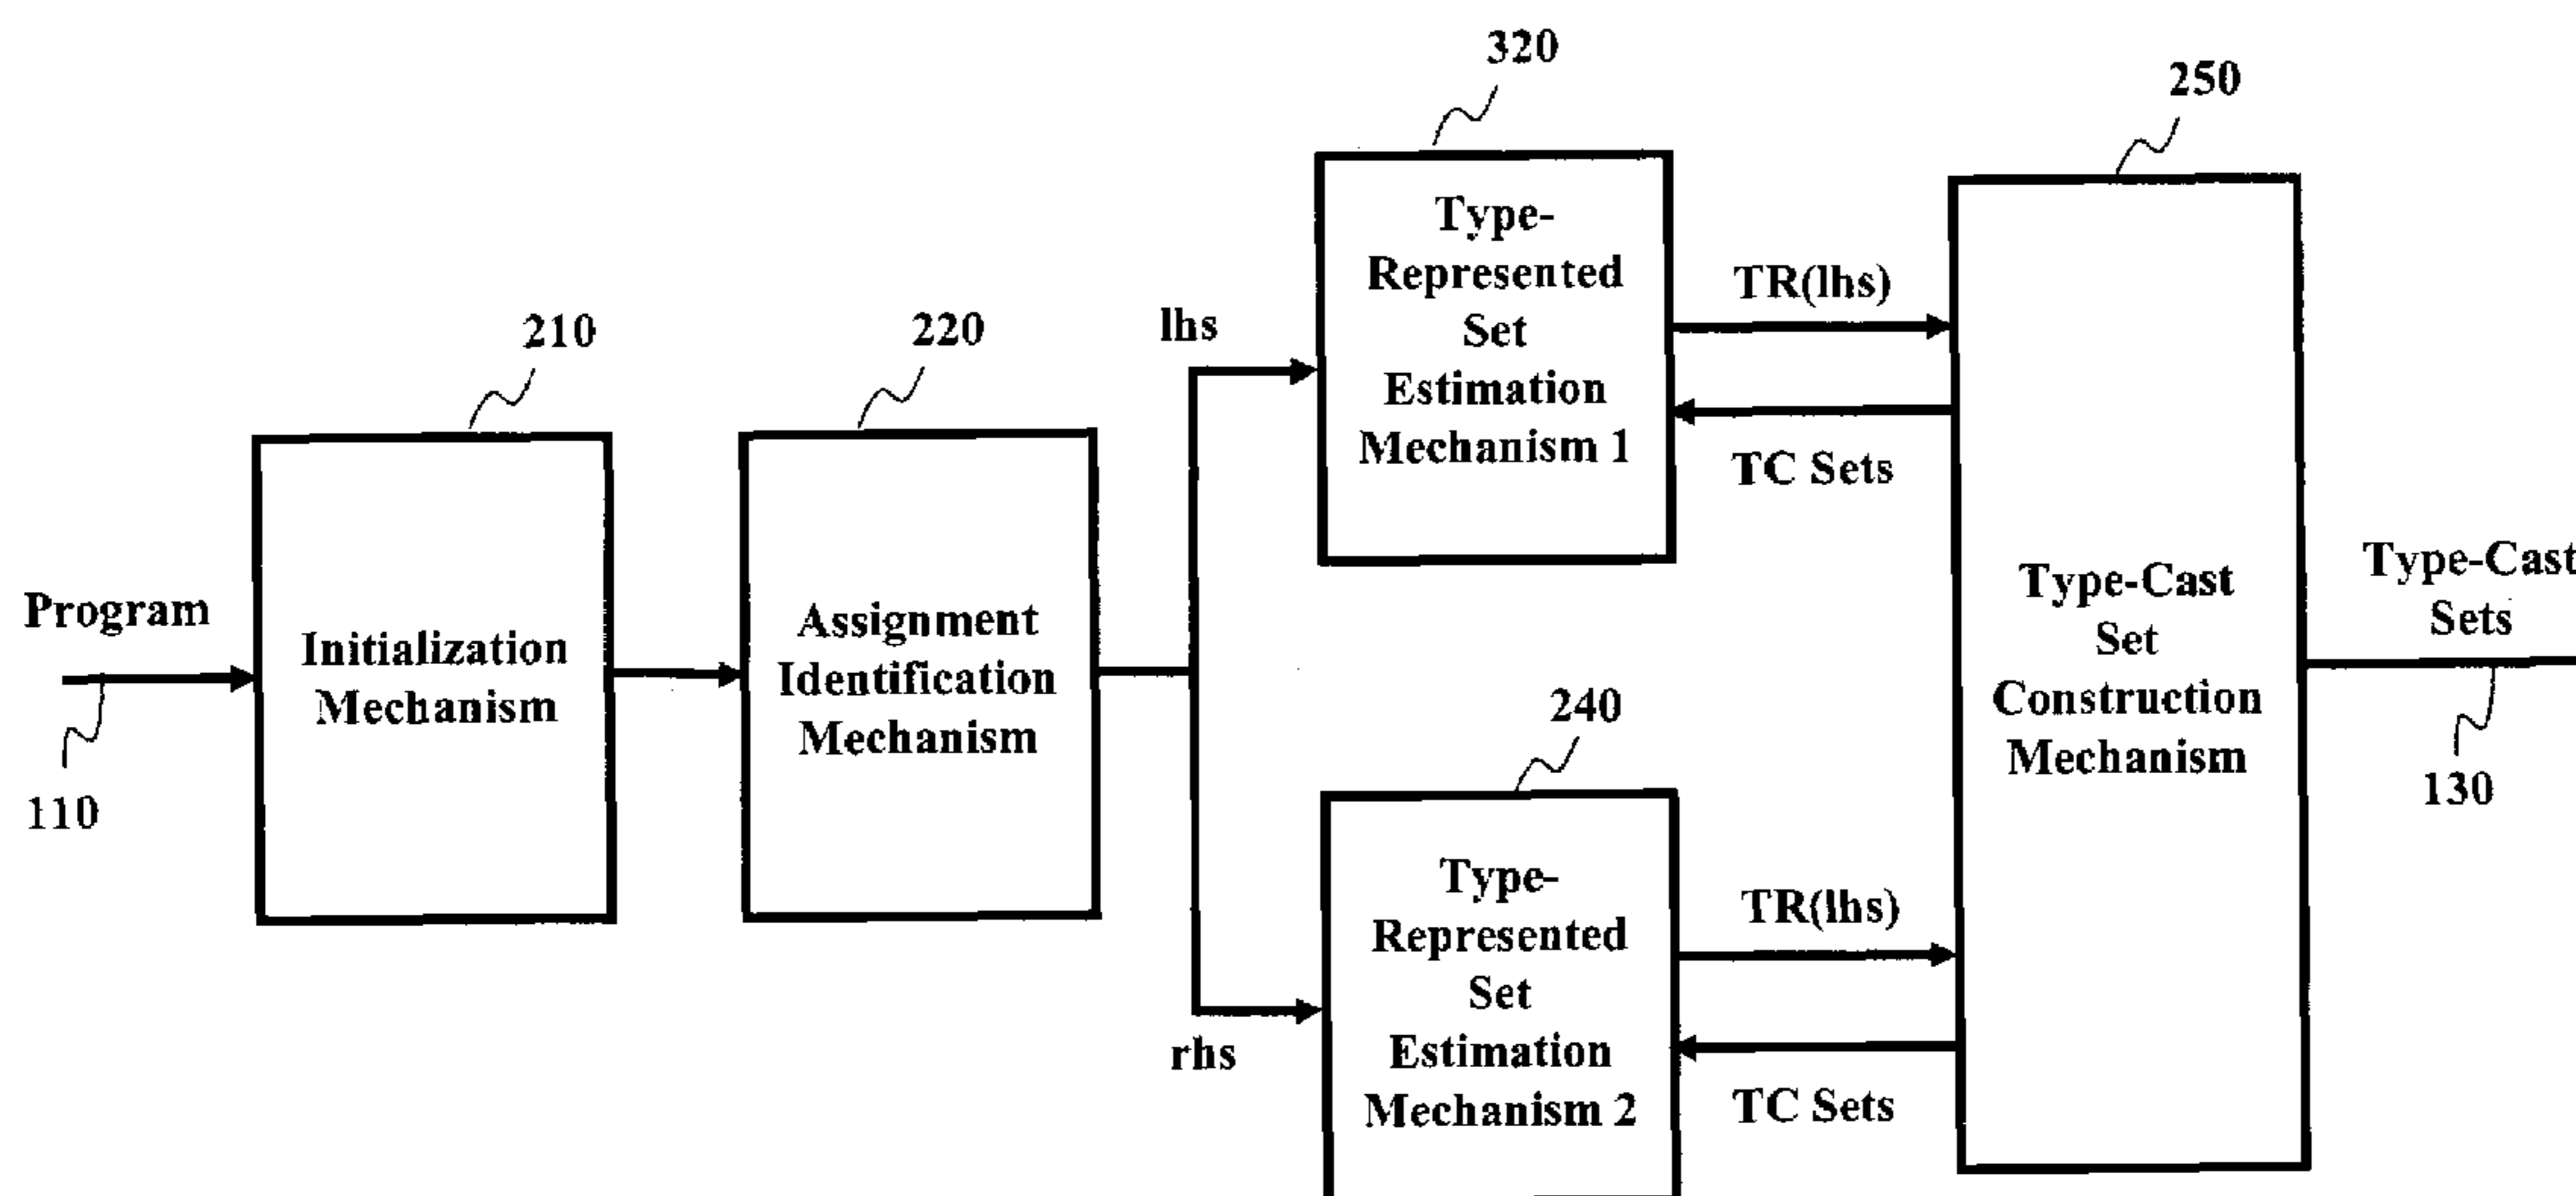 320
250
Type-
Represented
Set
Estimation
Mechanism 1
TR(lhs)
TC Sets
lhs
210
220
Program
110
Initialization
Mechanism
Assignment
Identification
Mechanism
Type-Cast
Set
Construction
Mechanism
Type-Cast
Sets
130
240
rhs
Type-
Represented
Set
Estimation
Mechanism 2
TR(lhs)
TC Sets